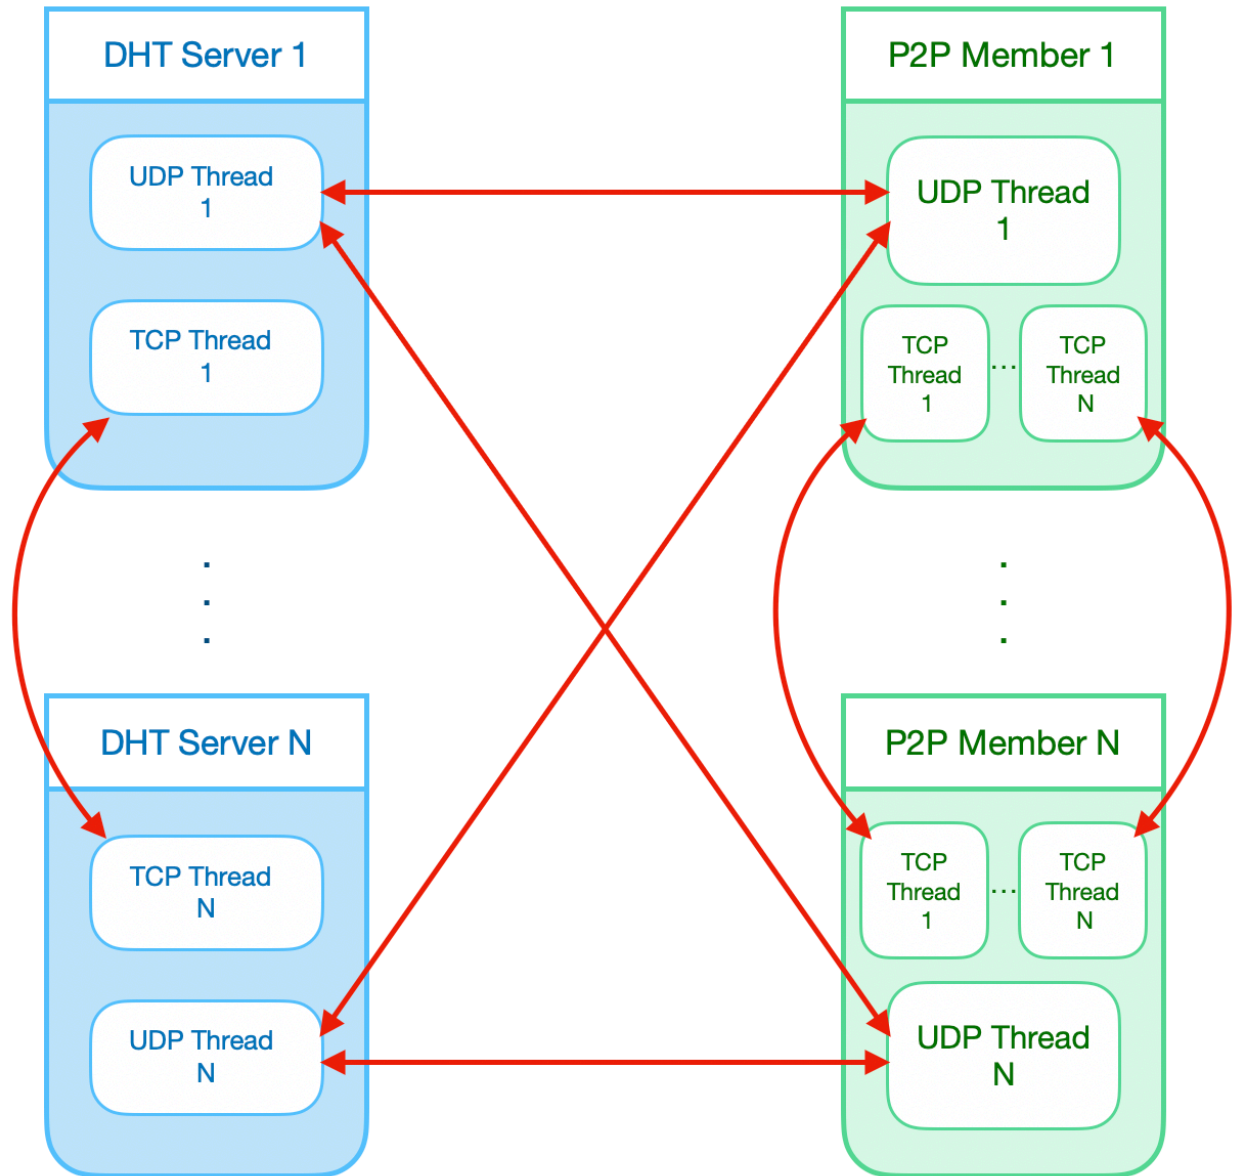 DHT Server 1
UDP Thread
1
TCP Thread
1
P2P Member 1
UDP Thread
1
TCP
Thread
1
...
TCP
Thread
N
.
.
.
.
.
.
DHT Server N
TCP Thread
N
UDP Thread
N
P2P Member N
TCP
Thread
1
...
TCP
Thread
N
UDP Thread
N